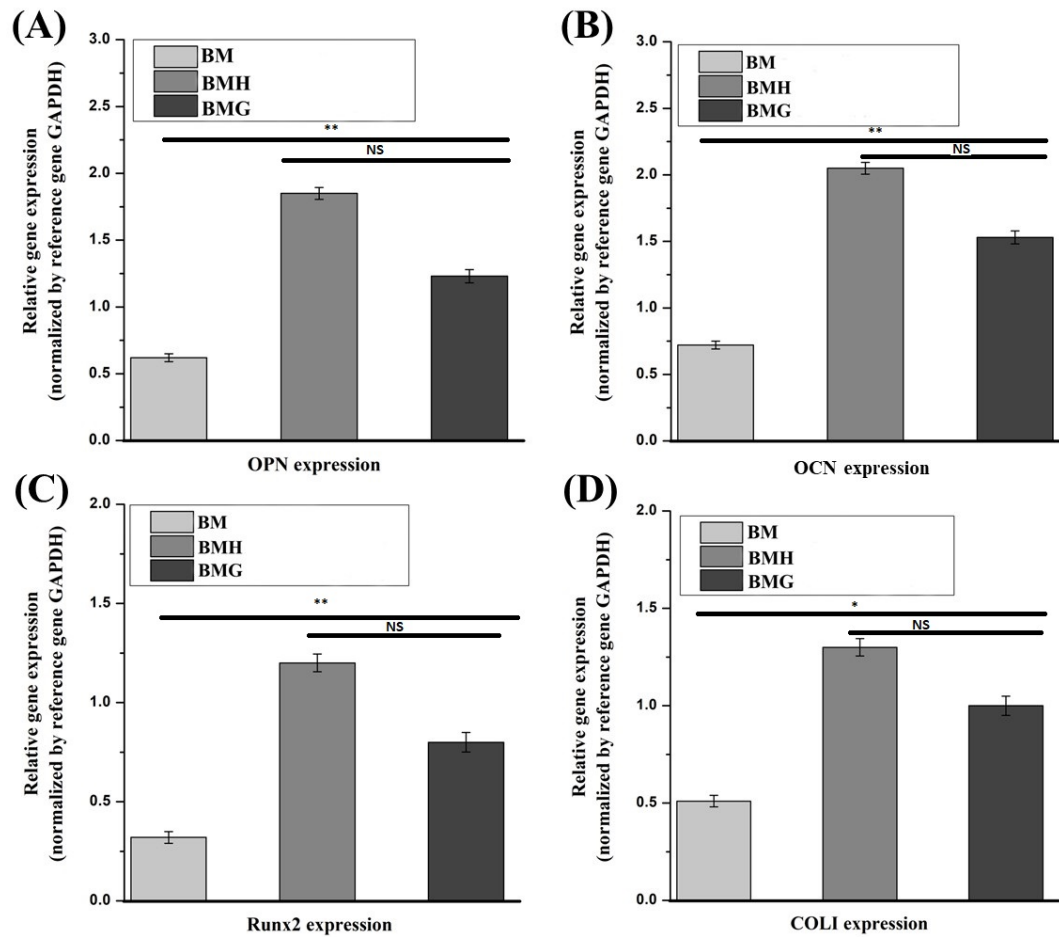 (A)
3.0
2.5
2.0
1.5
1.0
0.5
0.0
Relative gene expression
(normalized by reference gene GAPDH)
BM
BMH
BMG
**
NS
OPN expression
(B)
3.0
2.5
2.0
1.5
1.0
0.5
0.0
Relative gene expression
(normalized by reference gene GAPDH)
BM
BMH
BMG
**
NS
OCN expression
(C)
2.0
1.5
1.0
0.5
0.0
Relative gene expression
(normalized by reference gene GAPDH)
BM
BMH
BMG
**
NS
Runx2 expression
(D)
2.0
1.5
1.0
0.5
0.0
Relative gene expression
(normalized by reference gene GAPDH)
BM
BMH
BMG
*
NS
COLI expression